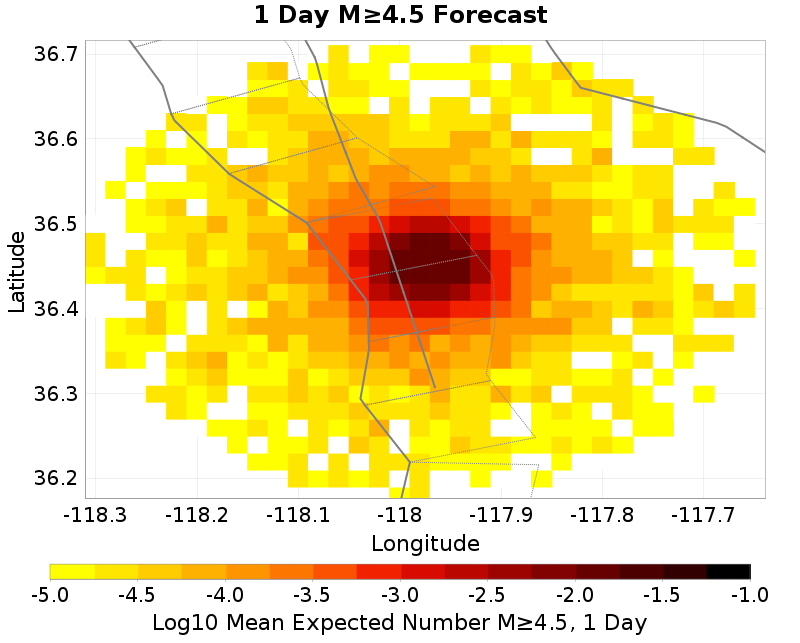 1 Day M≥4.5 Forecast
36.7
36.6
36.5
36.4
36.3
36.2
Latitude
-118.3 -118.2 -118.1 -118 -117.9 -117.8 -117.7
Longitude
-5.0 -4.5 -4.0 -3.5 -3.0 -2.5 -2.0 -1.5 -1.0
Log10 Mean Expected Number M≥4.5, 1 Day